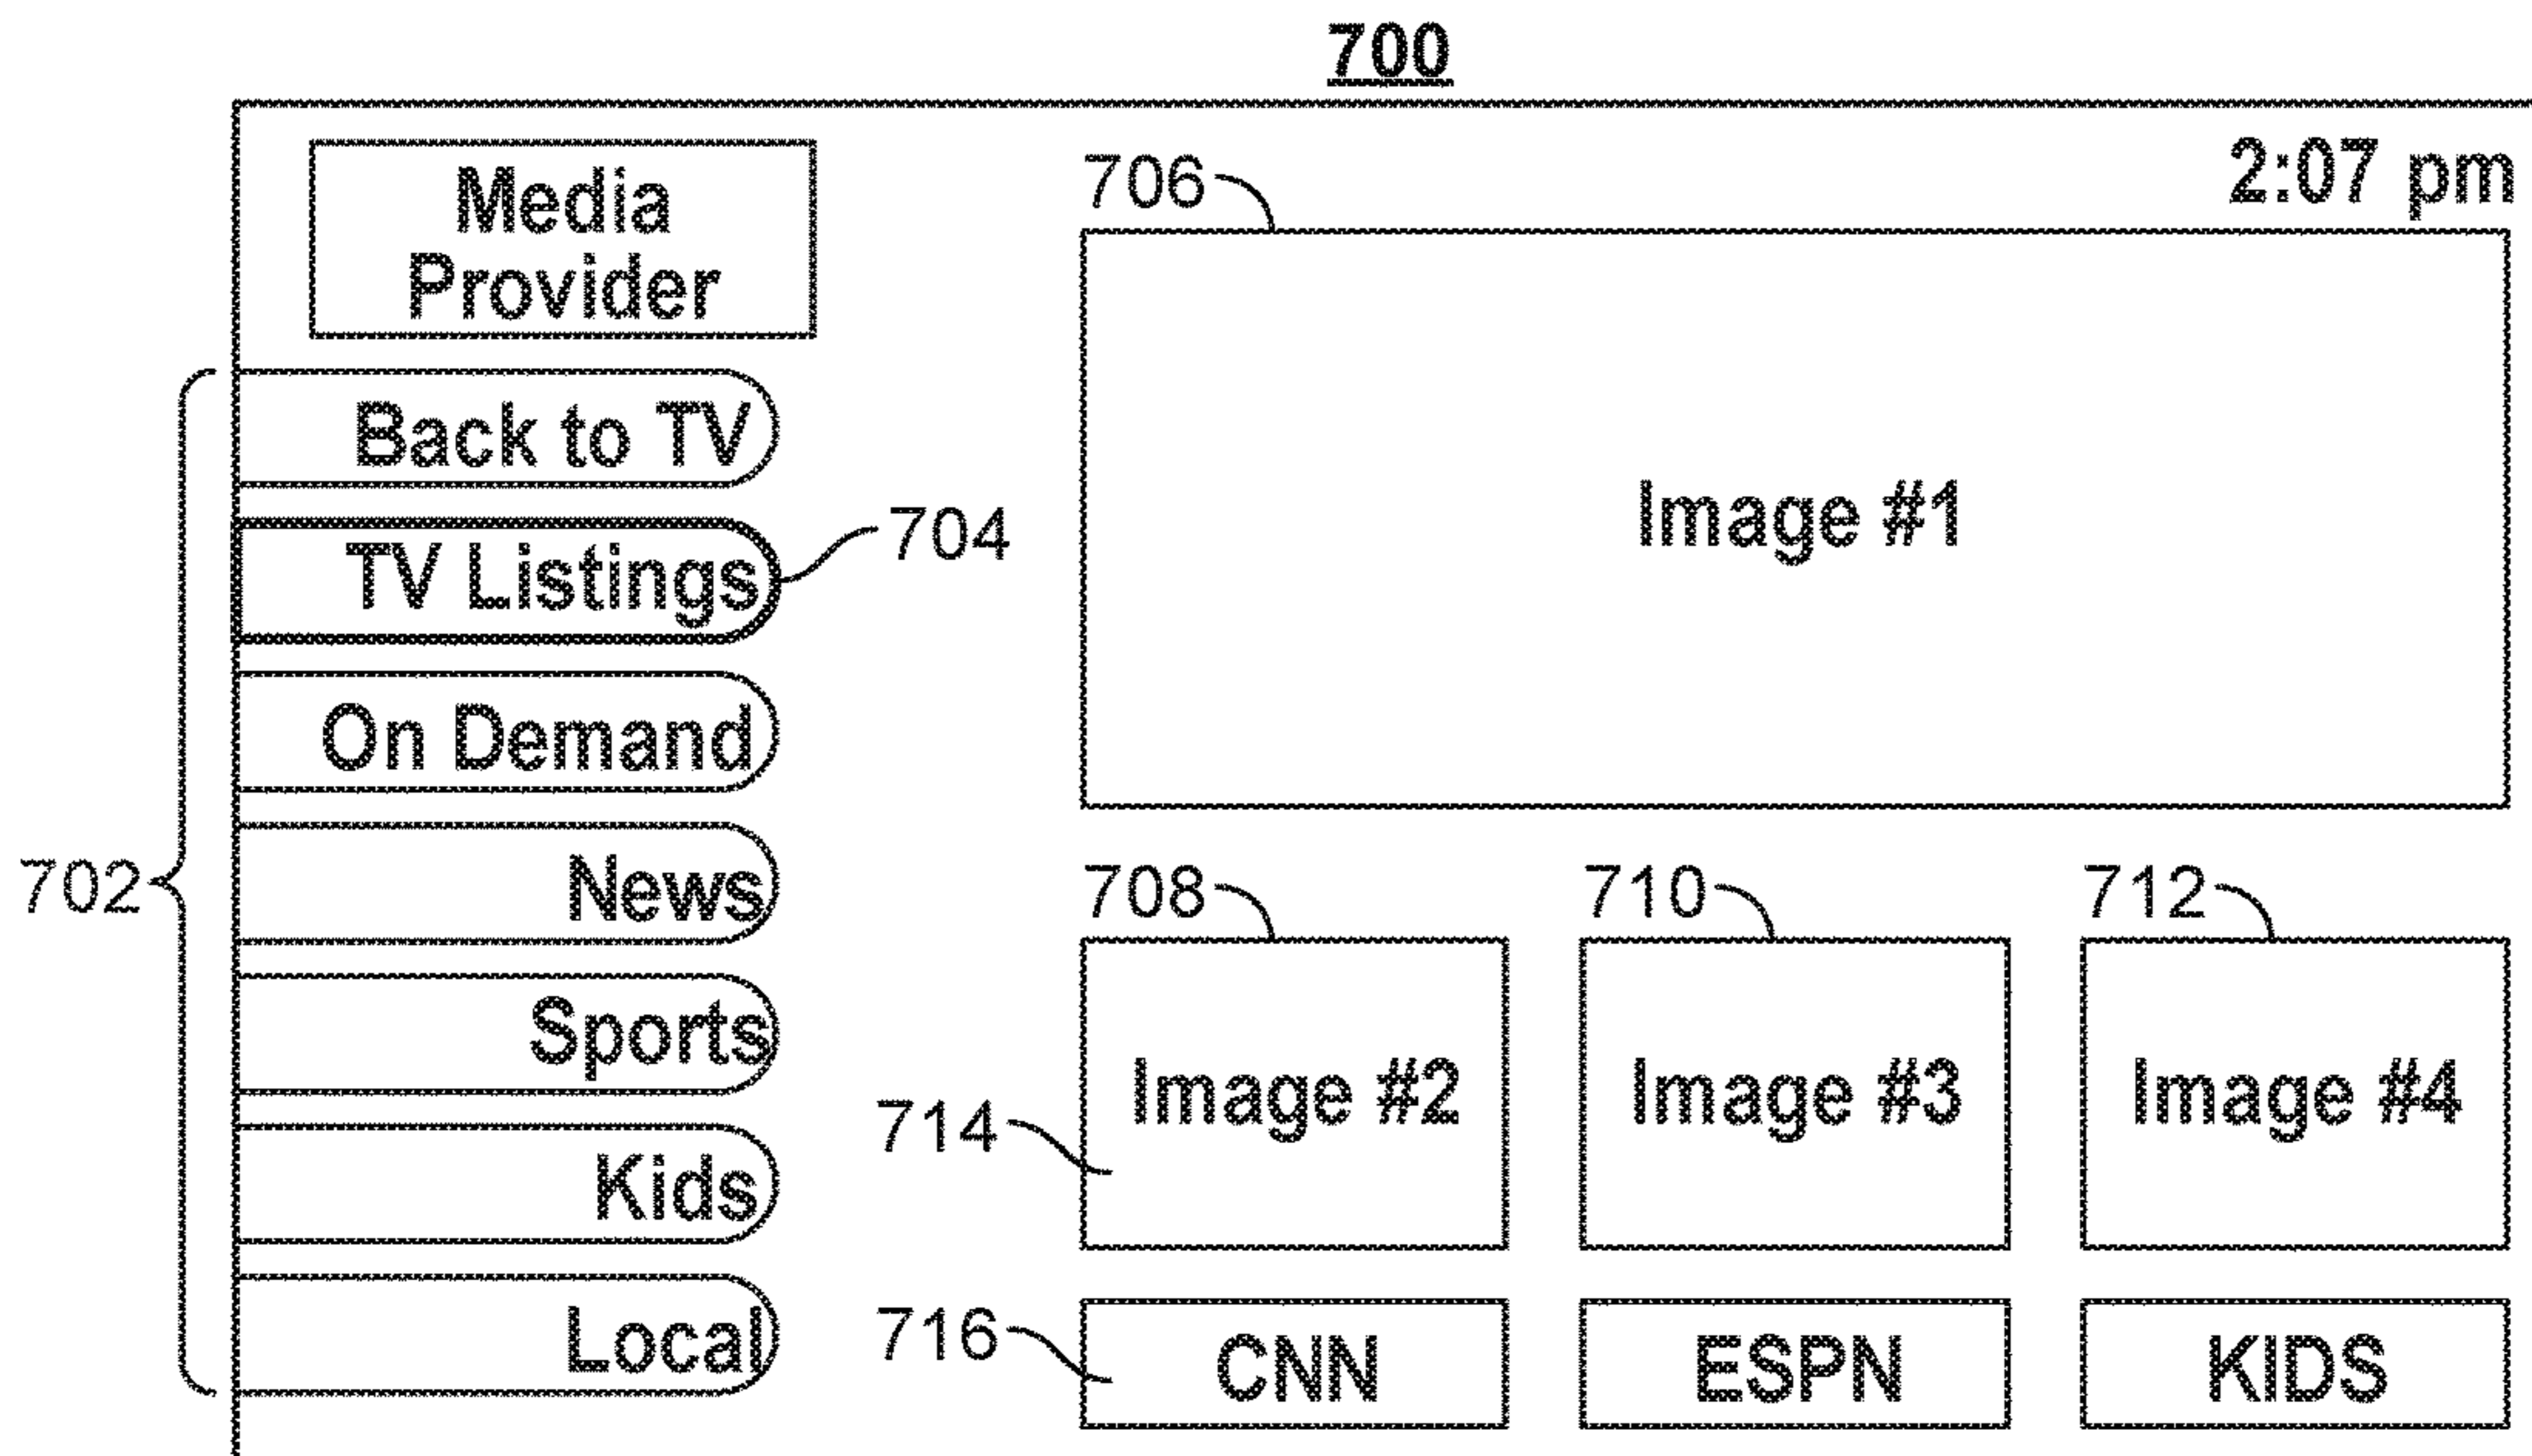 700
2:07 pm
Media
Provider
706
Back to TV
Image #1
TV Listings
704
On Demand
702
News
708
710
712
Sports
Image #2
Image #3
Image #4
714
Kids
Local
716
CNN
ESPN
KIDS